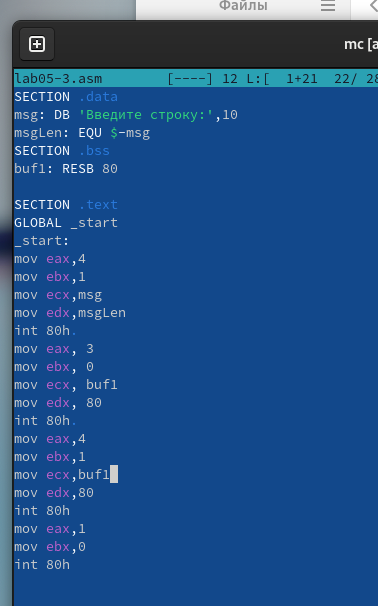 Файлы
mc [a
lab05-3.asm [----] 12 L:[ 1+21 22/ 28
SECTION .data
msg: DB 'Введите строку:',10
msgLen: EQU $-msg
SECTION .bss
buf1: RESB 80
SECTION .text
GLOBAL _start
_start:
mov eax,4
mov ebx,1
mov ecx,msg
mov edx,msgLen
int 80h.
mov eax, 3
mov ebx, 0
mov ecx, buf1
mov edx, 80
int 80h.
mov eax,4
mov ebx,1
mov ecx,buf1
mov edx,80
int 80h
mov eax,1
mov ebx,0
int 80h